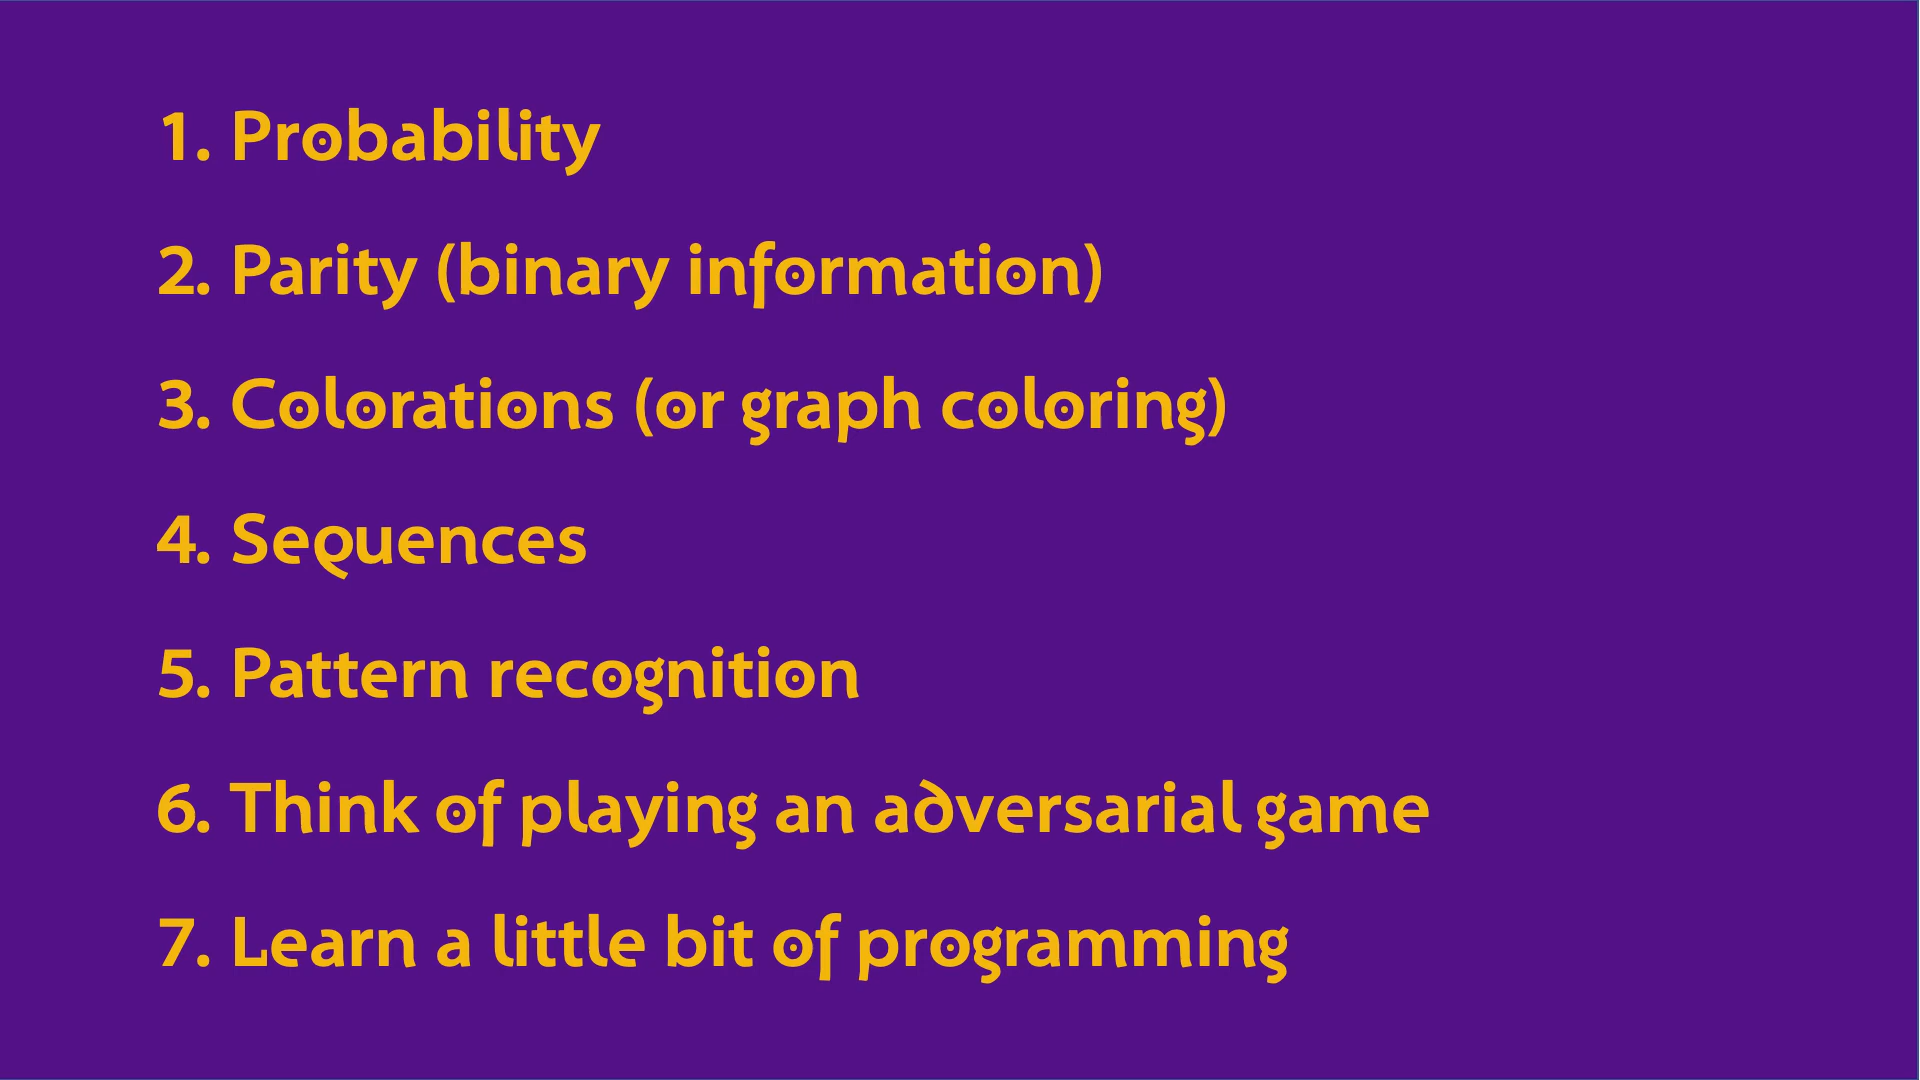 1. Probability
2. Parity (binary information)
3. Colorations (or graph coloring)
4. Sequences
5. Pattern recognition
6. Think of playing an adversarial game
7. Learn a little bit of programming